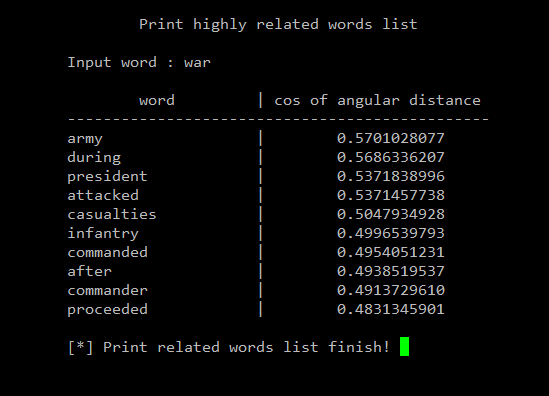 Print highly related words list
Input word : war
word | cos of angular distance
-----------------------------------------------
army | 0.5701028077
during | 0.5686336207
president | 0.5371838996
attacked | 0.5371457738
casualties | 0.5047934928
infantry | 0.4996539793
commanded | 0.4954051231
after | 0.4938519537
commander | 0.4913729610
proceeded | 0.4831345901
[*] Print related words list finish!